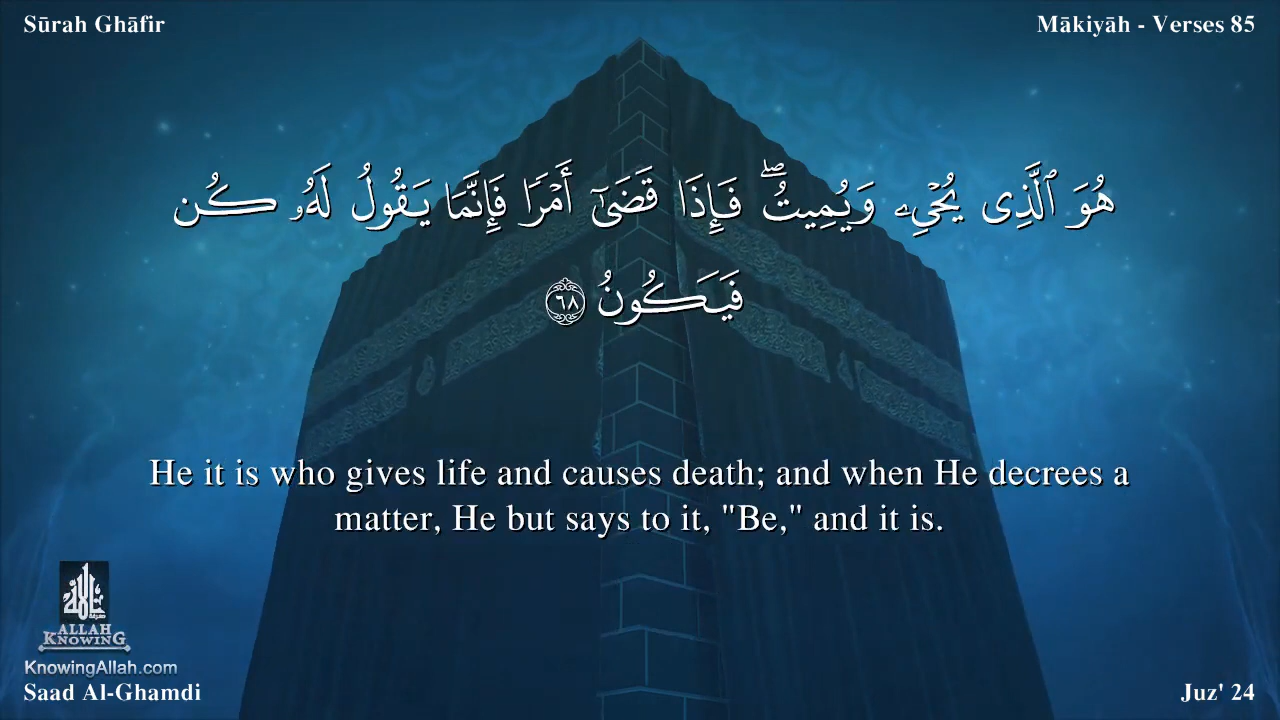 Sūrah Ghāfir
Mākiyāh - Verses 85
هُوَ ٱلَّذِى يُحْىِۦ وَيُمِيتُ ۖ فَإِذَا قَضَىٰٓ أَمْرًا فَإِنَّمَا يَقُولُ لَهُۥ كُن
فَيَكُونُ ٦٨
He it is who gives life and causes death; and when He decrees a
matter, He but says to it, "Be," and it is.
ALLAH
KNOWING
KnowingAllah.com
Saad Al-Ghamdi
Juz' 24